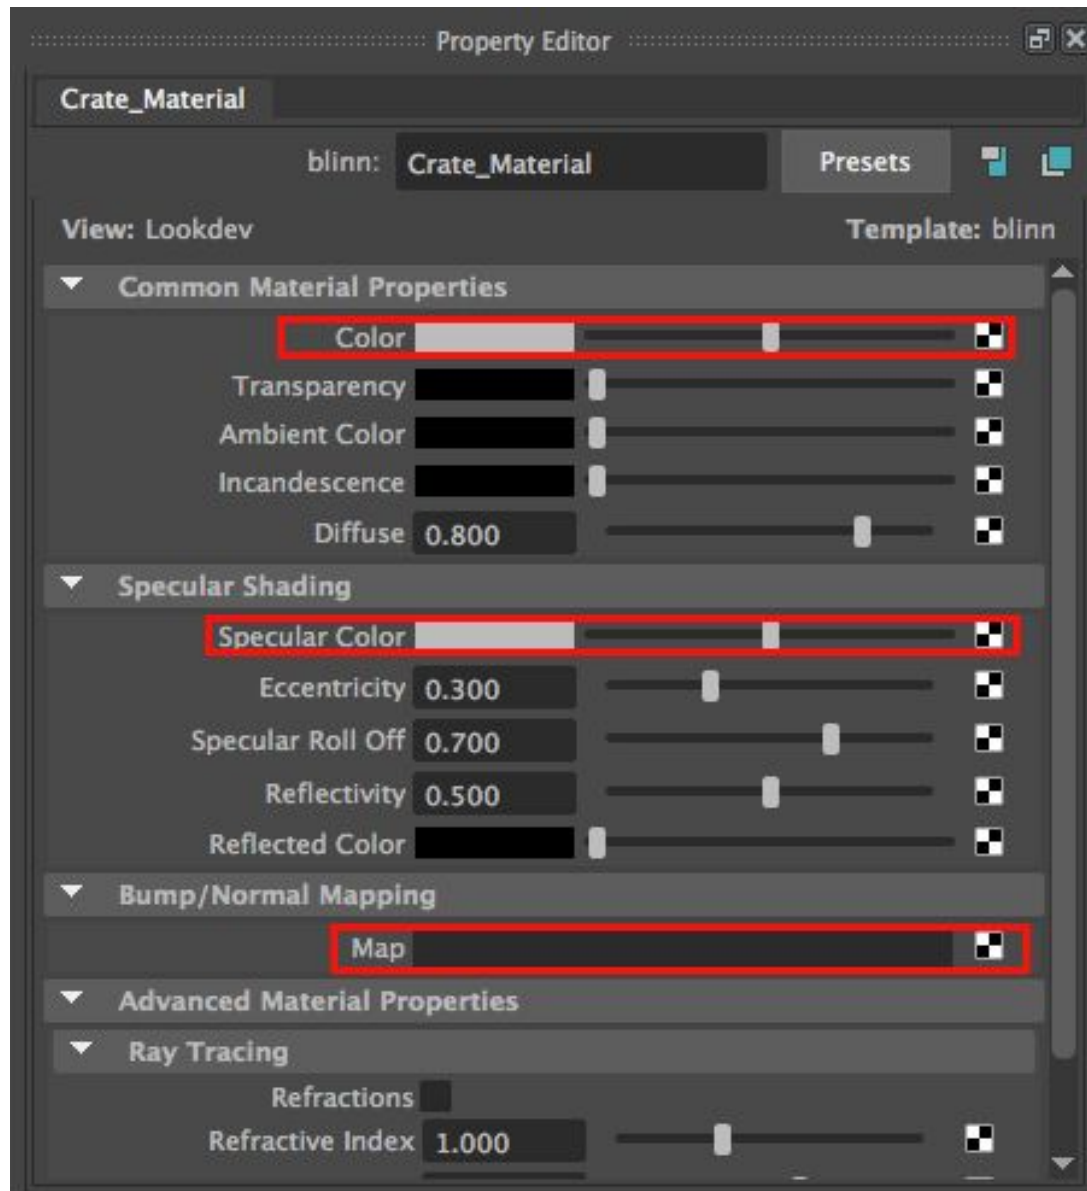 Property Editor
Crate_Material
blinn: Crate_Material Presets
View: Lookdev Template: blinn
Common Material Properties
Color
Transparency
Ambient Color
Incandescence
Diffuse 0.800
Specular Shading
Specular Color
Eccentricity 0.300
Specular Roll Off 0.700
Reflectivity 0.500
Reflected Color
Bump/Normal Mapping
Map
Advanced Material Properties
Ray Tracing
Refractions
Refractive Index 1.000